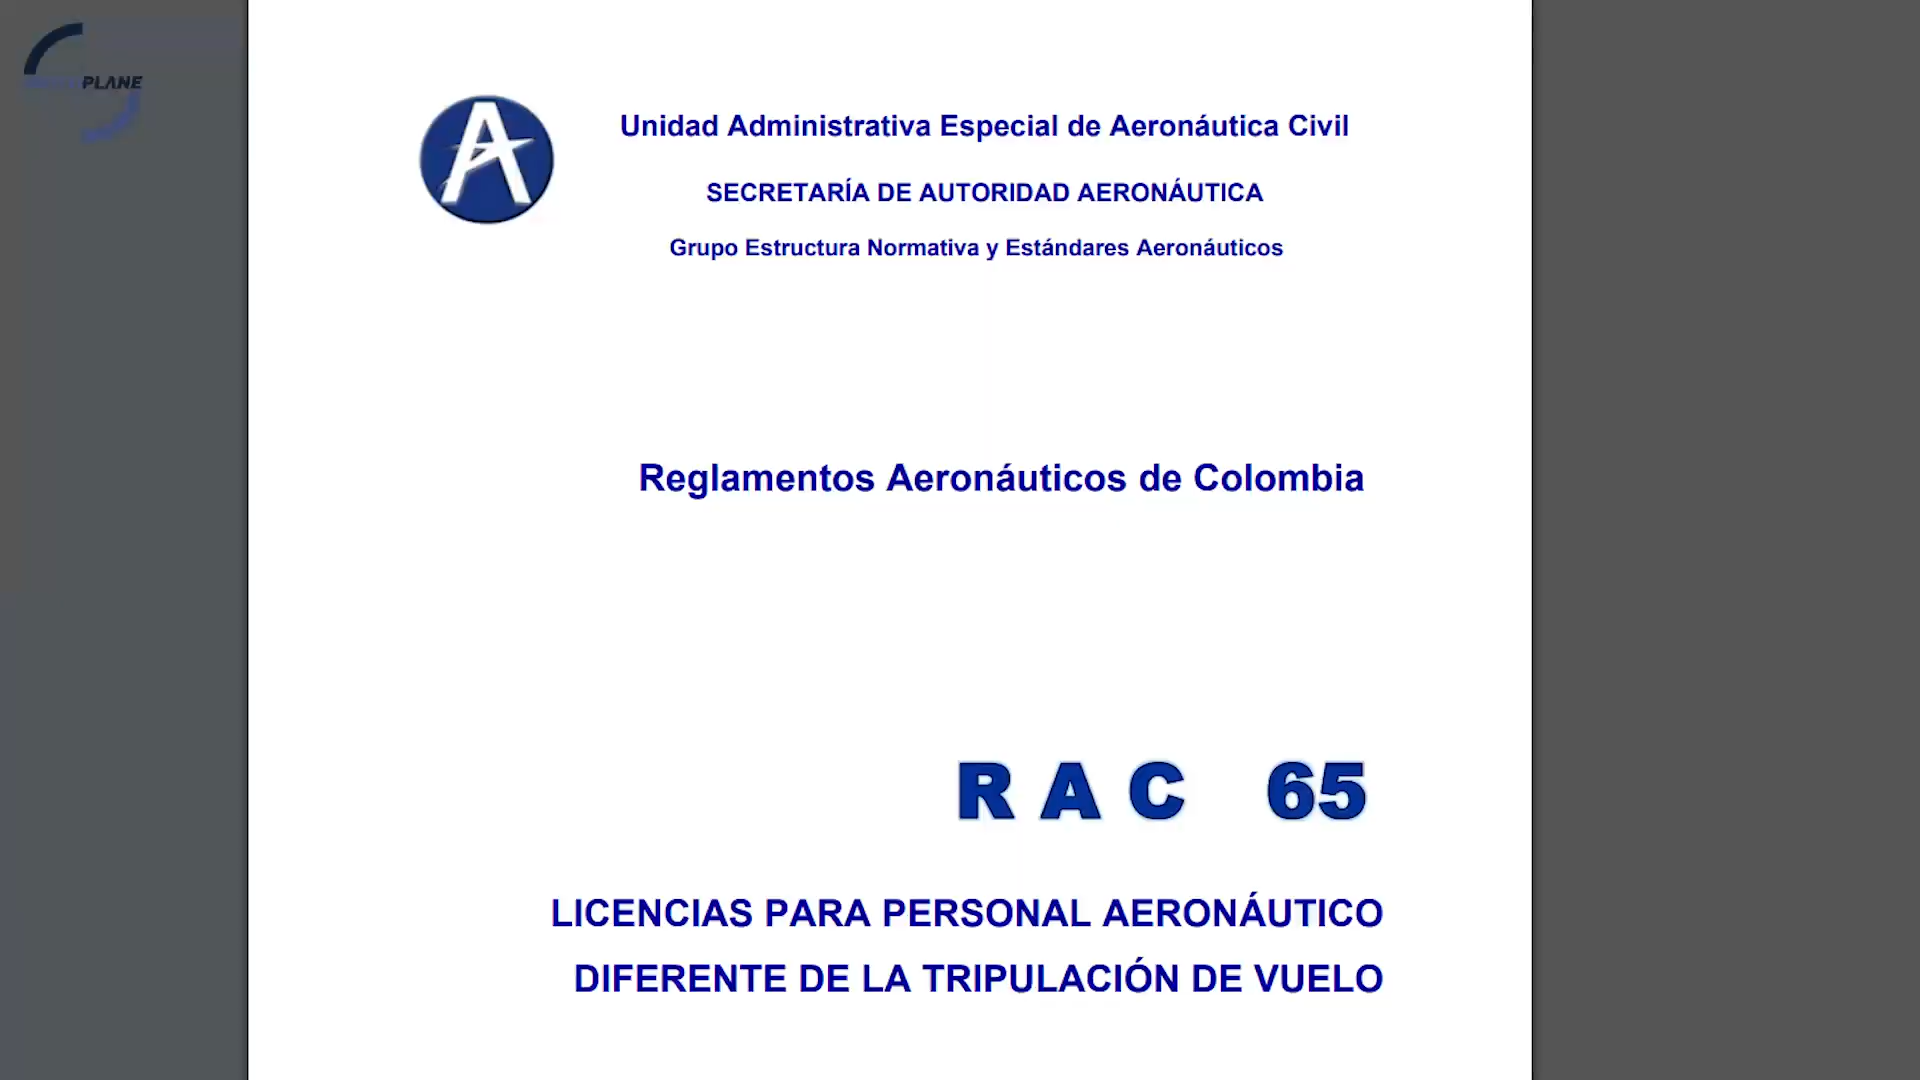 PLANE
Unidad Administrativa Especial de Aeronáutica Civil
SECRETARÍA DE AUTORIDAD AERONÁUTICA
Grupo Estructura Normativa y Estándares Aeronáuticos
Reglamentos Aeronáuticos de Colombia
R A C 65
LICENCIAS PARA PERSONAL AERONÁUTICO
DIFERENTE DE LA TRIPULACIÓN DE VUELO